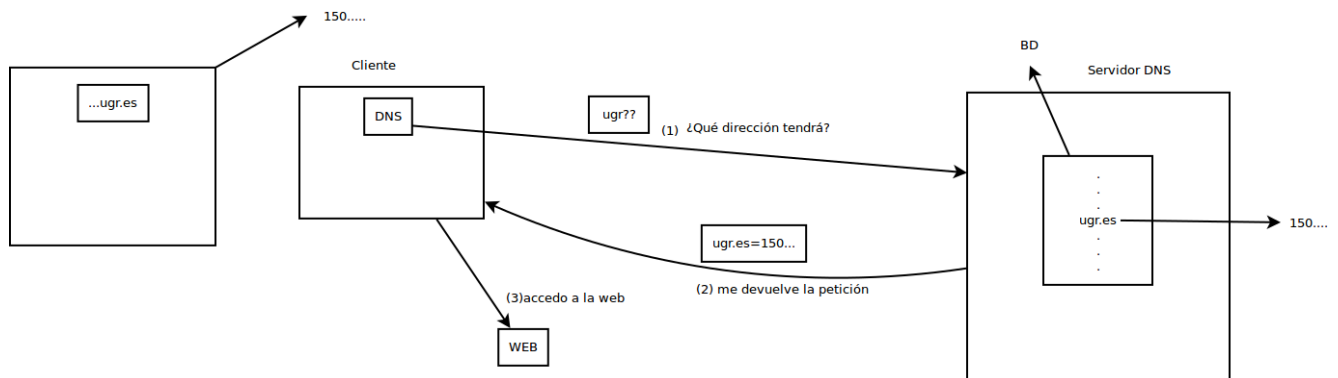 150.....
...ugr.es
Cliente
DNS
ugr??
(1) ¿Qué dirección tendrá?
ugr.es=150...
(2) me devuelve la petición
(3)accedo a la web
WEB
BD
Servidor DNS
.
.
.
ugr.es
.
.
.
150....